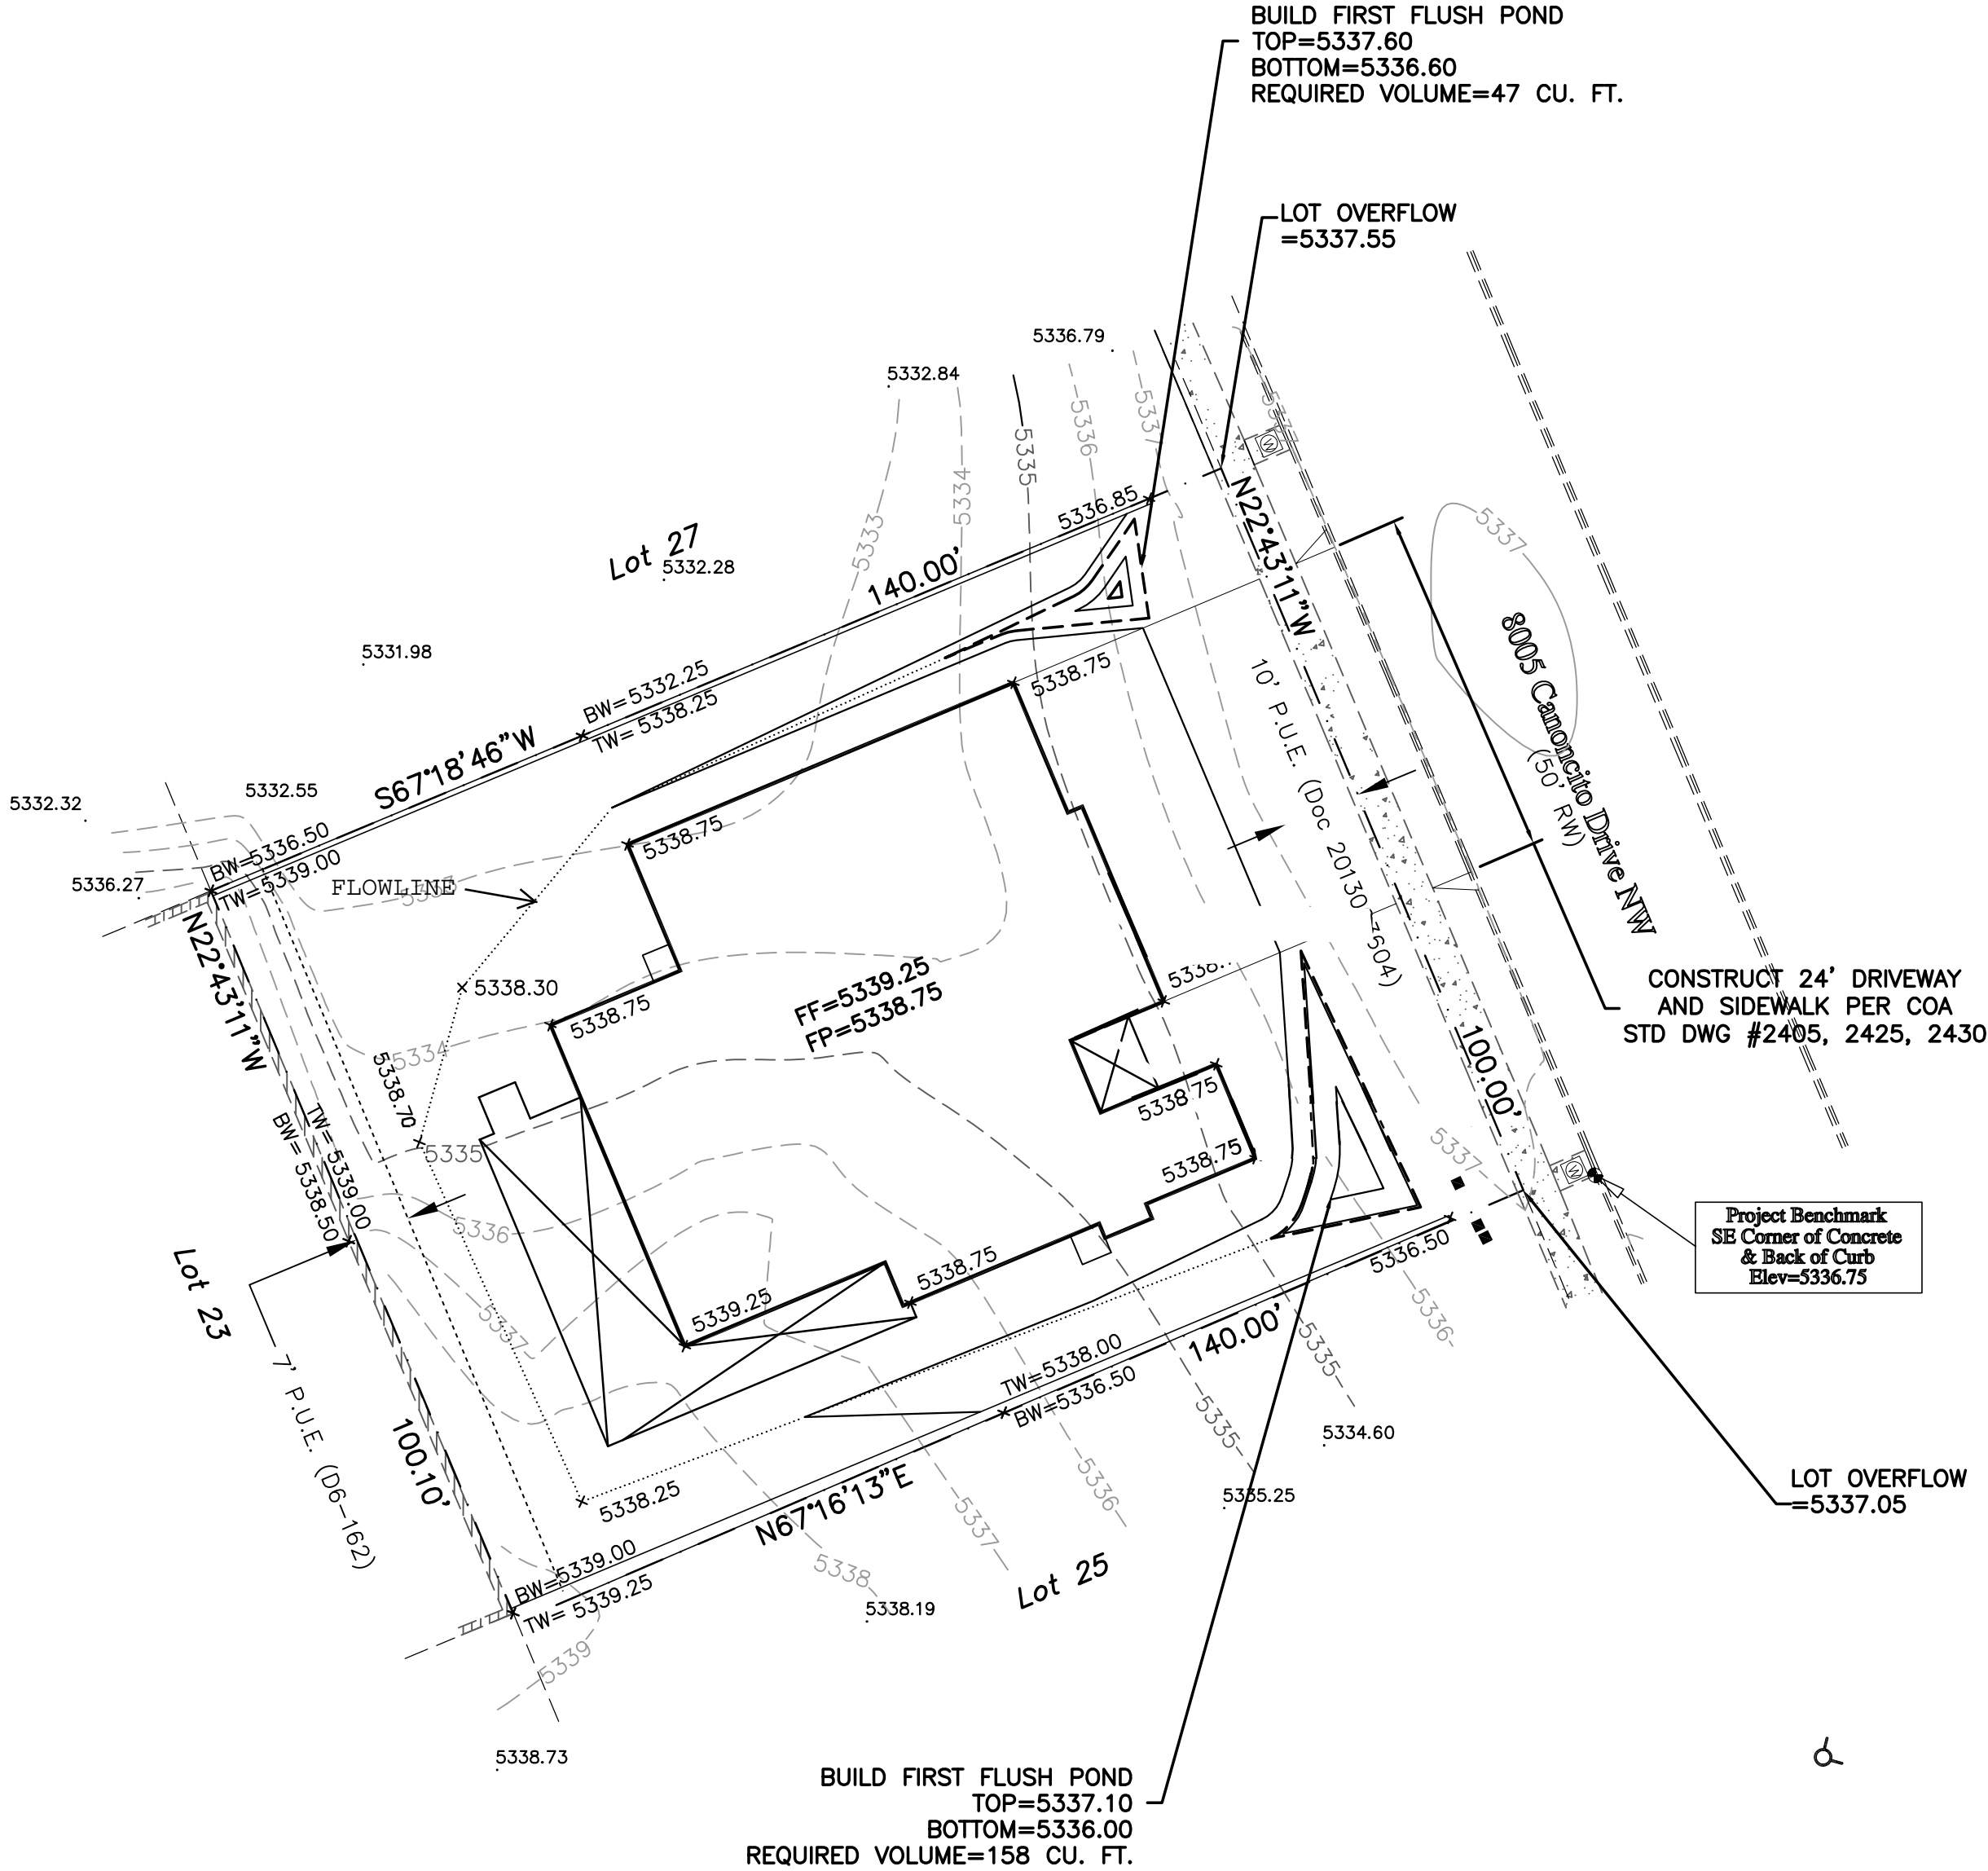 BUILD FIRST FLUSH POND
TOP=5337.60
BOTTOM=5336.60
REQUIRED VOLUME=47 CU. FT.
LOT OVERFLOW
=5337.55
5336.79
5332.84
5335
5336
5337
5334
5333
5336.85
N22°43'11"W
5337
Lot 27
5332.28
140.00'
5331.98
BW=5332.25
TW= 5338.25
S67°18'46"W
5338.75
8005 Canoncito Drive NW
(50' RW)
10' P.U.E. (Doc 20130
604)
5332.32
5332.55
BW=5336.50
TW=5339.00
5336.27
FLOWLINE
5333
5338.75
N22°43'11"W
5338.30
5338.75
FF=5339.25
FP=5338.75
5338.
CONSTRUCT 24' DRIVEWAY
AND SIDEWALK PER COA
STD DWG #2405, 2425, 2430
100.00'
5334
5338.70
5335
TW=5339.00
BW= 5338.50
5338.75
5338.75
5337
5336
5336.50
Project Benchmark
SE Corner of Concrete
& Back of Curb
Elev=5336.75
Lot 23
7' P.U.E. (D6-162)
5337
5339.25
5338.75
TW=5338.00
BW=5336.50
140.00'
5336
5335
5335
5334.60
5335.25
5336
5337
5338
100.10'
5338.25
N67°16'13"E
BW=5339.00
TW= 5339.25
Lot 25
5338.19
5339
5338.73
LOT OVERFLOW
=5337.05
BUILD FIRST FLUSH POND
TOP=5337.10
BOTTOM=5336.00
REQUIRED VOLUME=158 CU. FT.
W
W